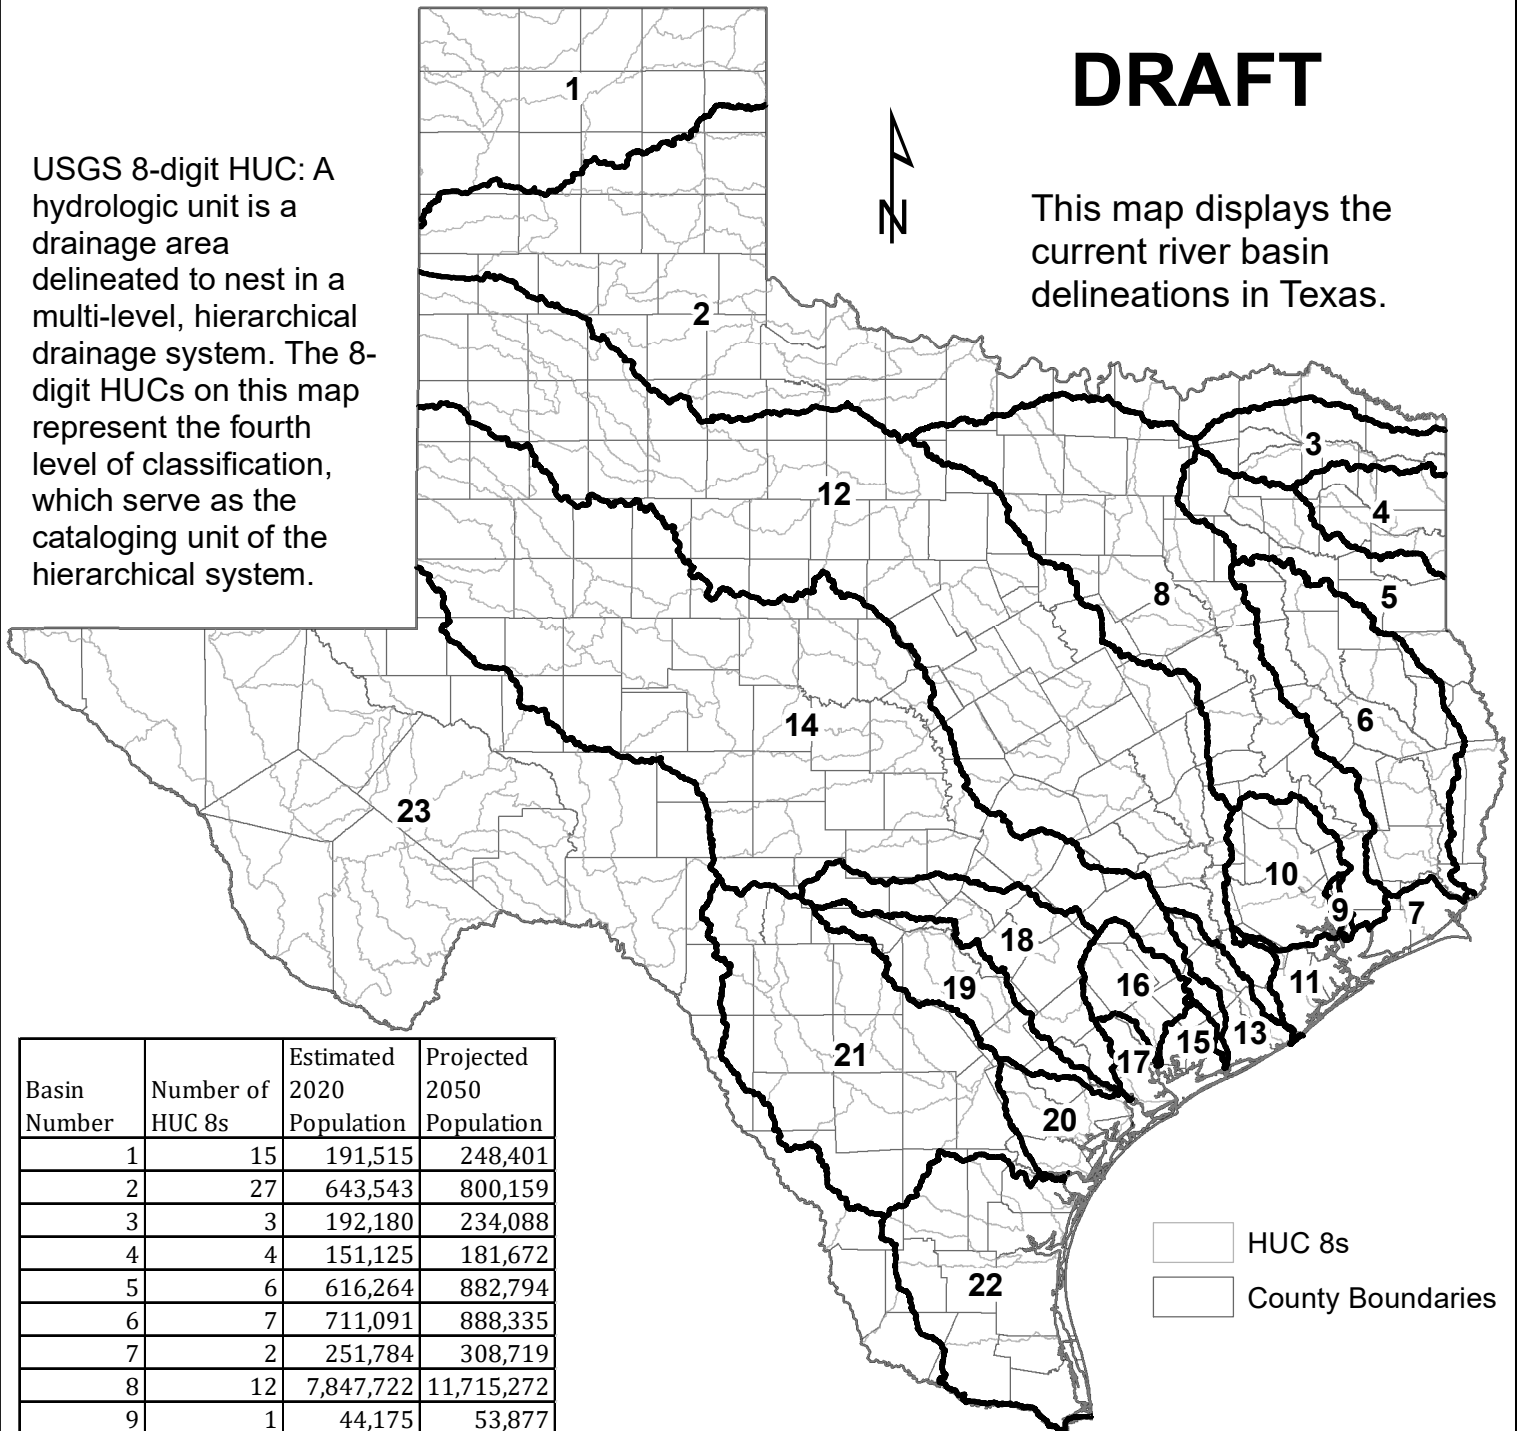 DRAFT
USGS 8-digit HUC: A
hydrologic unit is a
drainage area
delineated to nest in a
multi-level, hierarchical
drainage system. The 8-
digit HUCs on this map
represent the fourth
level of classification,
which serve as the
cataloging unit of the
hierarchical system.
N
This map displays the
current river basin
delineations in Texas.
1
2
3
12
4
8
5
14
6
23
10
9
7
18
16
19
11
13
15
21
17
20
22
Basin Number Number of HUC 8s Estimated 2020 Population Projected 2050 Population
1 15 191,515 248,401
2 27 643,543 800,159
3 3 192,180 234,088
4 4 151,125 181,672
5 6 616,264 882,794
6 7 711,091 888,335
7 2 251,784 308,719
8 12 7,847,722 11,715,272
9 1 44,175 53,877
HUC 8s
County Boundaries